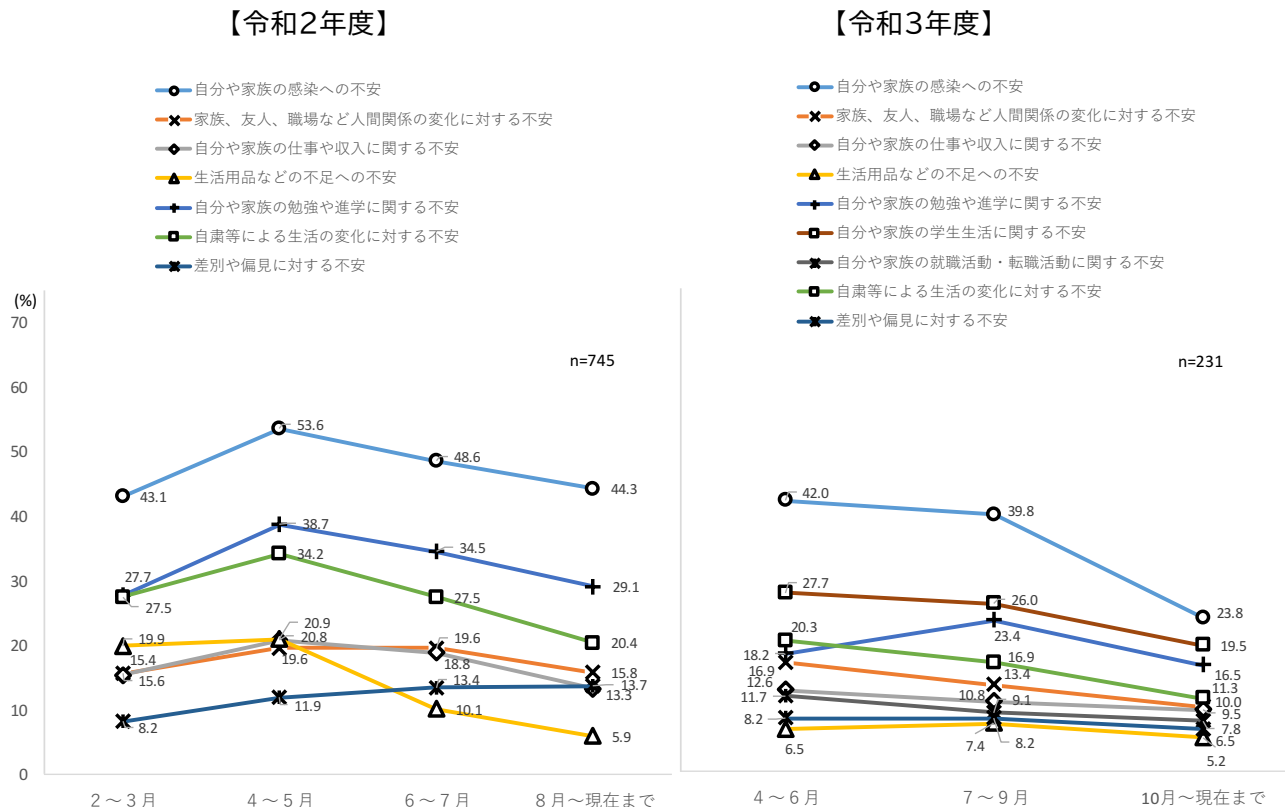 【令和2年度】
自分や家族の感染への不安
家族、友人、職場など人間関係の変化に対する不安
自分や家族の仕事や収入に関する不安
生活用品などの不足への不安
自分や家族の勉強や進学に関する不安
自粛等による生活の変化に対する不安
差別や偏見に対する不安
(%)
70
60
50
40
30
20
10
0
n=745
43.1
53.6
48.6
44.3
27.7
38.7
34.5
29.1
27.5
34.2
27.5
20.4
19.9
20.9
20.8
19.6
15.4
15.6
19.6
18.8
15.8
13.7
13.3
13.4
11.9
10.1
8.2
5.9
2～3月
4～5月
6～7月
8月～現在まで
【令和3年度】
自分や家族の感染への不安
家族、友人、職場など人間関係の変化に対する不安
自分や家族の仕事や収入に関する不安
生活用品などの不足への不安
自分や家族の勉強や進学に関する不安
自分や家族の学生生活に関する不安
自分や家族の就職活動・転職活動に関する不安
自粛等による生活の変化に対する不安
差別や偏見に対する不安
n=231
42.0
39.8
23.8
27.7
26.0
19.5
20.3
23.4
16.5
18.2
16.9
11.3
16.9
13.4
10.0
12.6
10.8
9.5
11.7
9.1
7.8
8.2
8.2
6.5
6.5
7.4
5.2
4～6月
7～9月
10月～現在まで